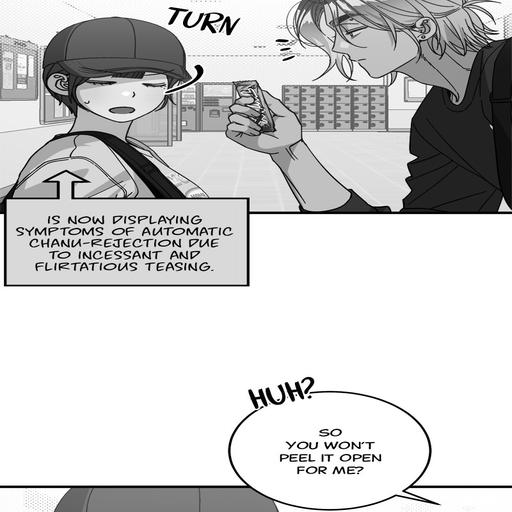 TURN
IS NOW DISPLAYING
SYMPTOMS OF AUTOMATIC
CHANU-REJECTION DUE
TO INCESSANT AND
FLIRTATIOUS TEASING.
HUH?
SO
YOU WON'T
PEEL IT OPEN
FOR ME?